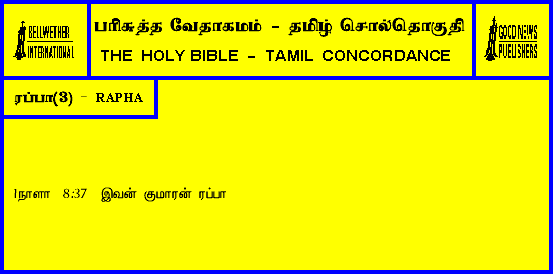 BELLWETHER
INTERNATIONAL
பரிசுத்த வேதாகமம் - தமிழ் சொல்தொகுதி
THE HOLY BIBLE - TAMIL CONCORDANCE
GOOD NEWS
PUBLISHERS
ரப்பா(3) - RAPHA
1நாளா 8:37 இவன் குமாரன் ரப்பா